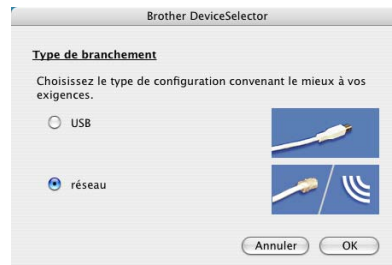 Brother DeviceSelector
Type de branchement
Choisissez le type de configuration convenant le mieux à vos
exigences.
USB
réseau
Annuler
OK